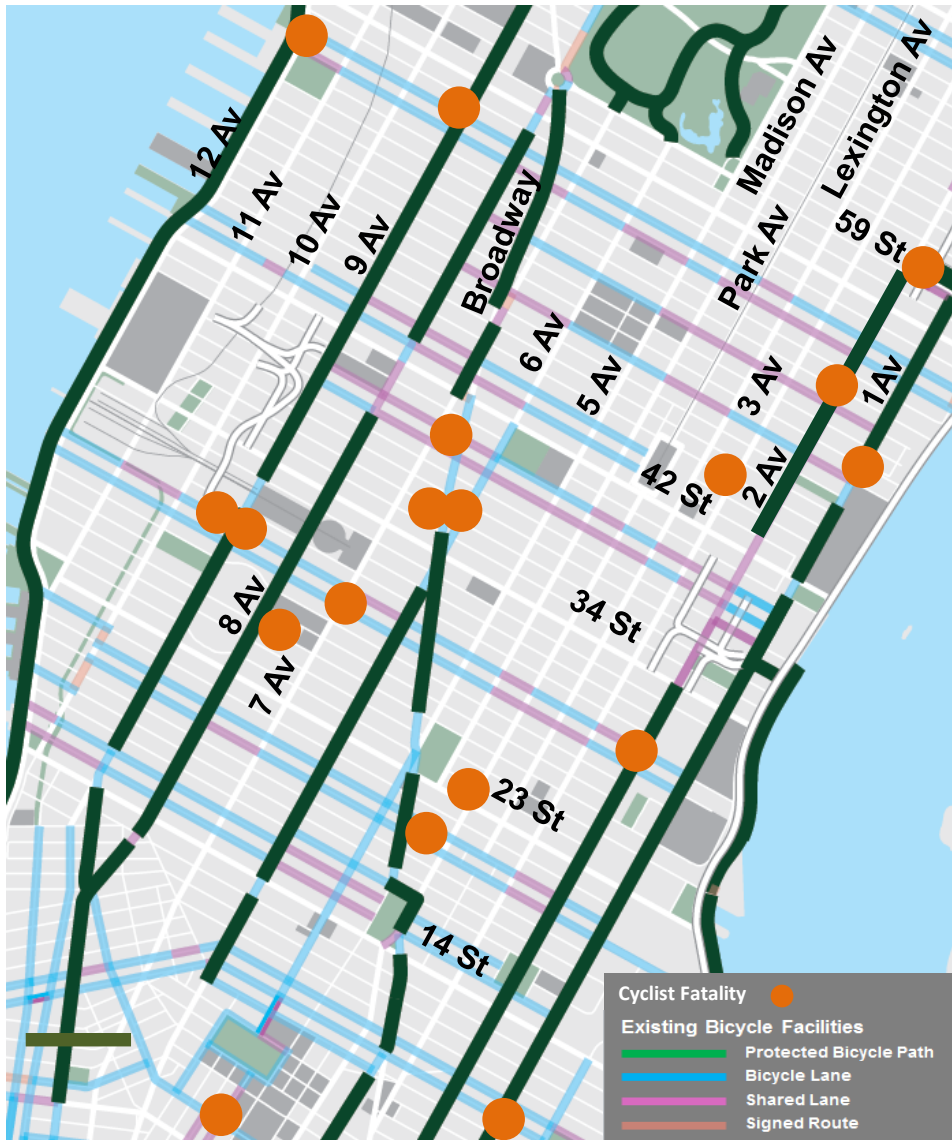 Madison Av
Lexington Av
12 Av
11 Av
10 Av
9 Av
Broadway
Park Av
59 St
6 Av
5 Av
3 Av
1Av
2 Av
42 St
8 Av
7 Av
34 St
23 St
14 St
Cyclist Fatality
Existing Bicycle Facilities
Protected Bicycle Path
Bicycle Lane
Shared Lane
Signed Route